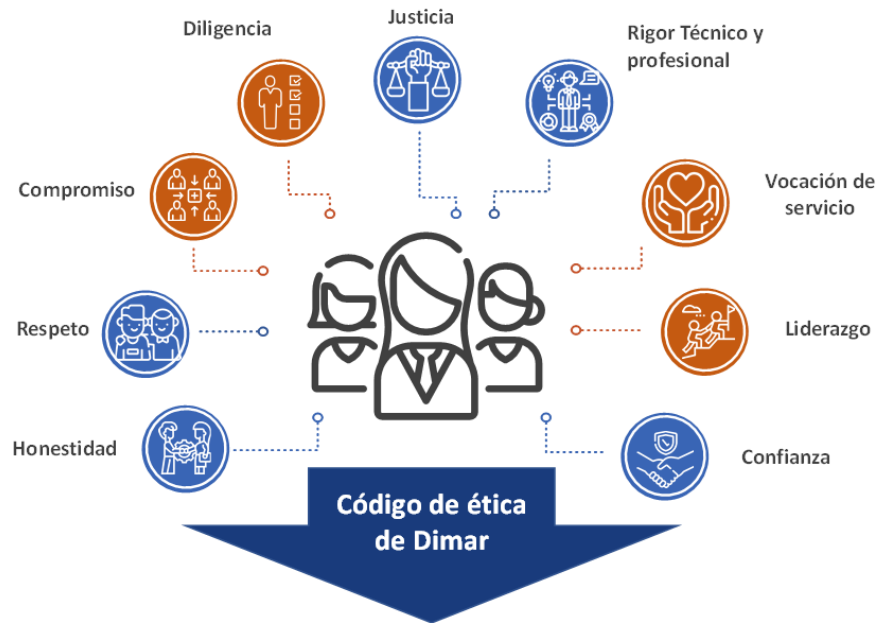 Justicia
Diligencia
Rigor Técnico y
profesional
Compromiso
Vocación de
servicio
Respeto
Liderazgo
Honestidad
Confianza
Código de ética
de Dimar